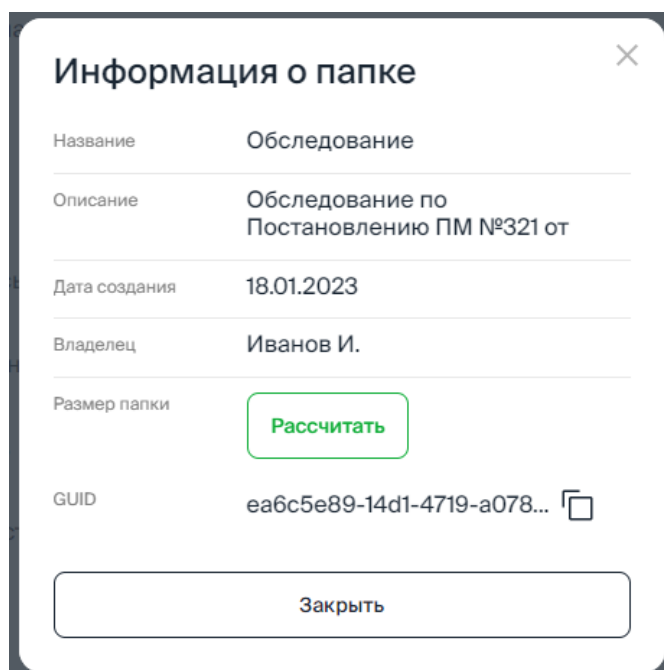 Информация о папке
Название
Обследование
Описание
Обследование по
Постановлению ПМ №321 от
Дата создания
18.01.2023
Владелец
Иванов И.
Размер папки
Рассчитать
GUID
ea6c5e89-14d1-4719-a078...
Закрыть